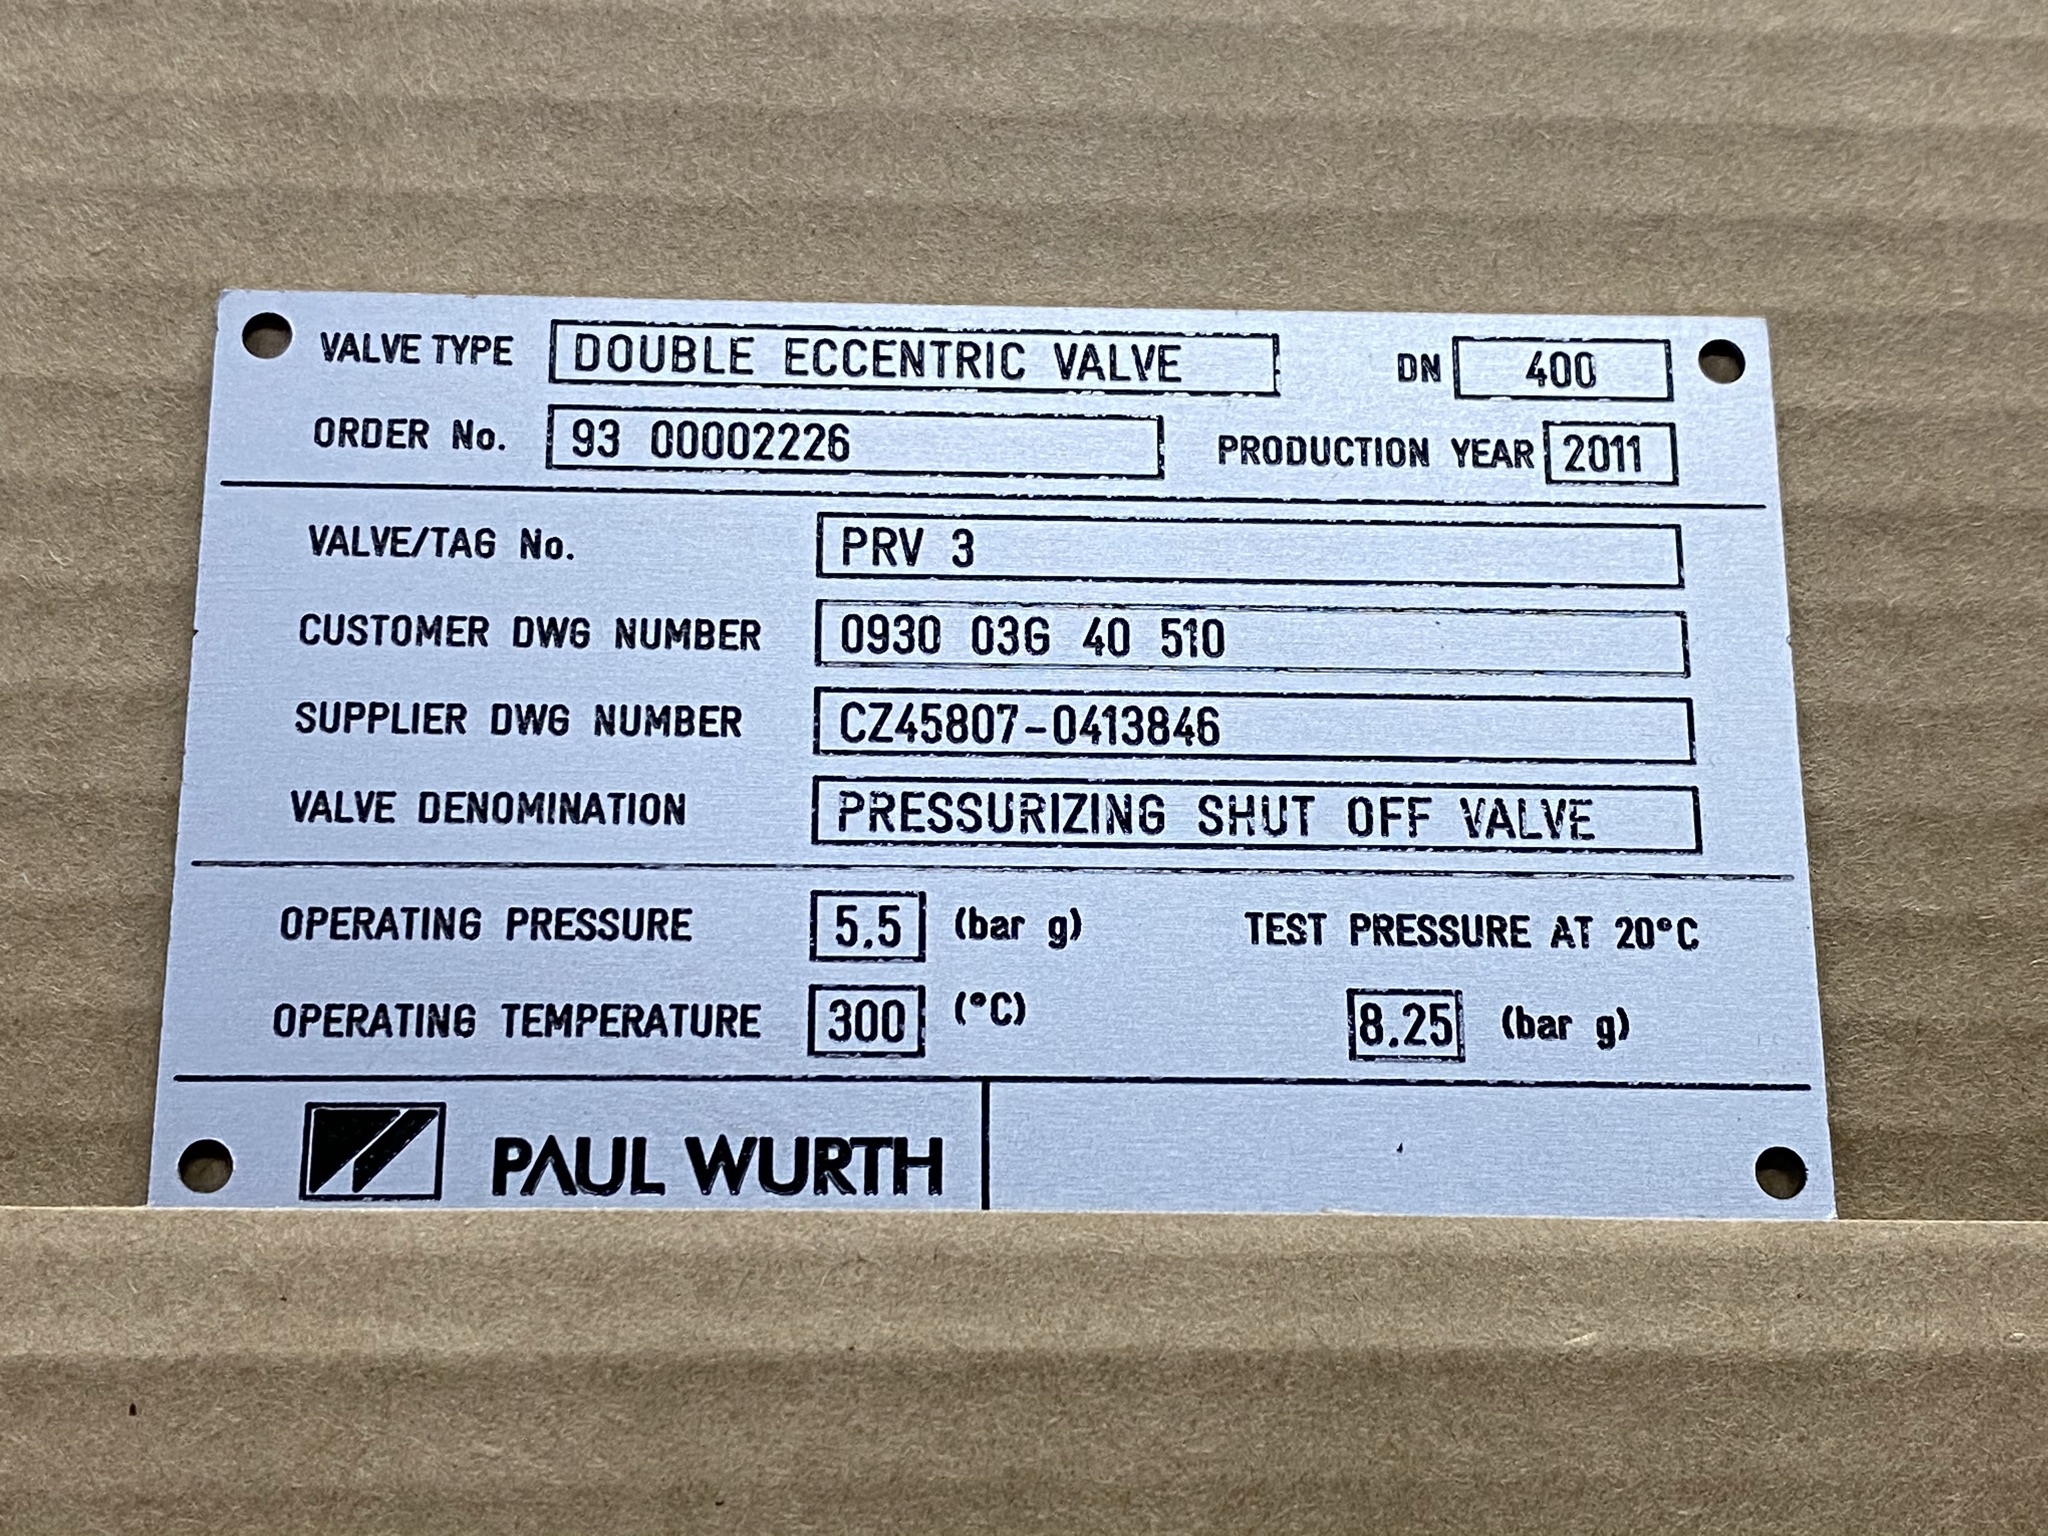 VALVE TYPE DOUBLE ECCENTRIC VALVE DN 400
ORDER No. 93 00002226 PRODUCTION YEAR 2011
VALVE/TAG No. PRV 3
CUSTOMER DWG NUMBER 0930 03G 40 510
SUPPLIER DWG NUMBER CZ45807-0413846
VALVE DENOMINATION PRESSURIZING SHUT OFF VALVE
OPERATING PRESSURE 5.5 (bar g) TEST PRESSURE AT 20°C
OPERATING TEMPERATURE 300 (°C) 8.25 (bar g)
PAUL WURTH